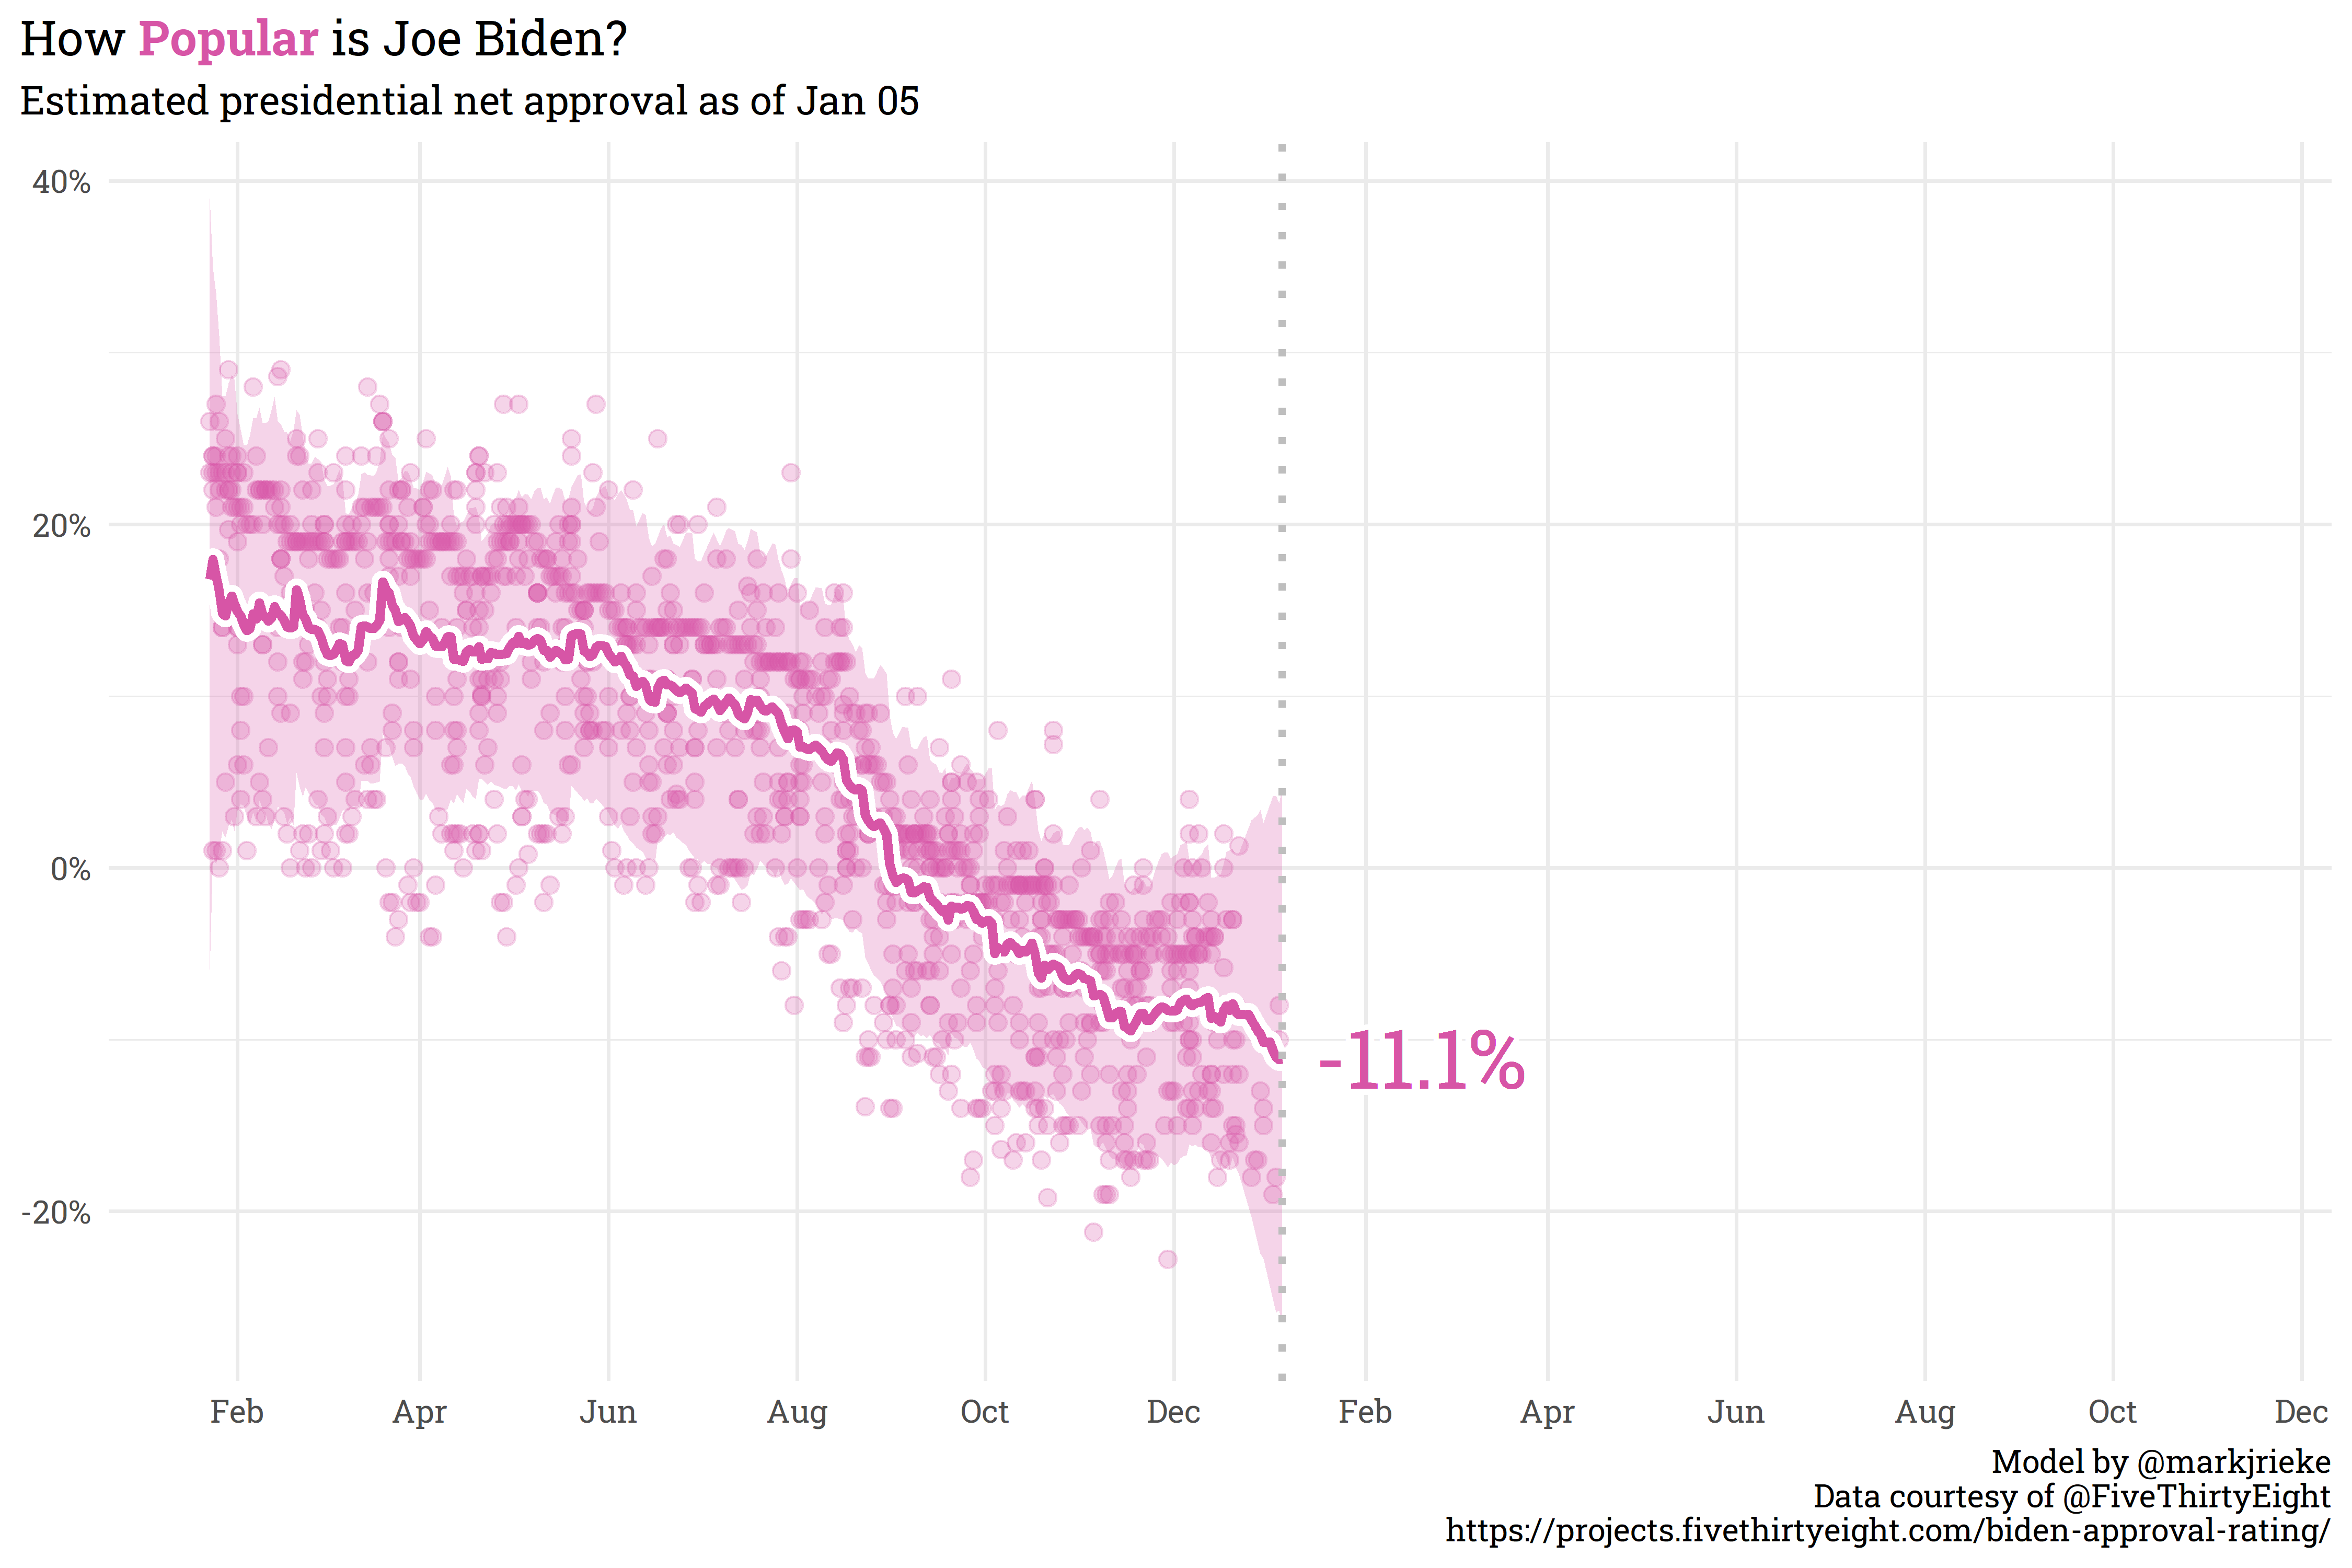 How Popular is Joe Biden?
Estimated presidential net approval as of Jan 05
40%
20%
0%
-20%
-11.1%
Feb Apr Jun Aug Oct Dec Feb Apr Jun Aug Oct Dec
Model by @markjrieke
Data courtesy of @FiveThirtyEight
https://projects.fivethirtyeight.com/biden-approval-rating/